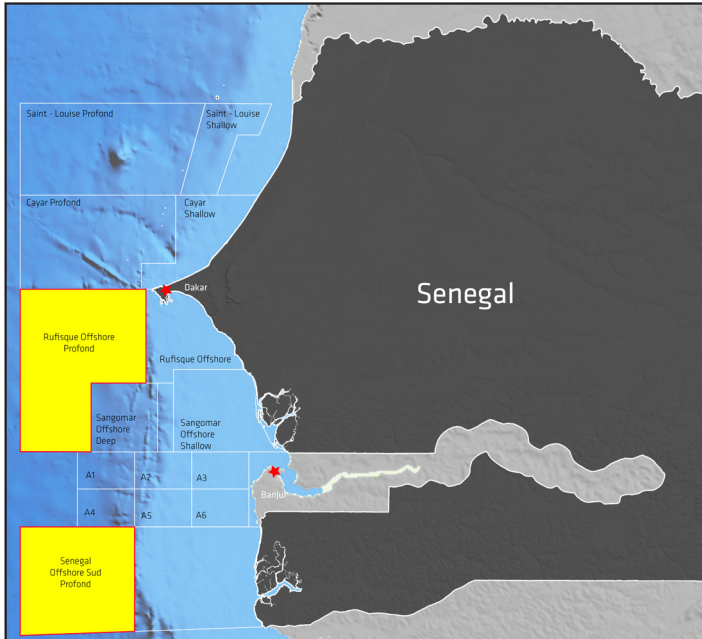 Saint - Louise Profond
Saint - Louise
Shallow
Cayar Profond
Cayar
Shallow
Dakar
Senegal
Rufisque Offshore
Profond
Rufisque Offshore
Sangomar
Offshore
Deep
Sangomar
Offshore
Shallow
A1
A2
A3
Banjul
A4
A5
A6
Senegal
Offshore Sud
Profond